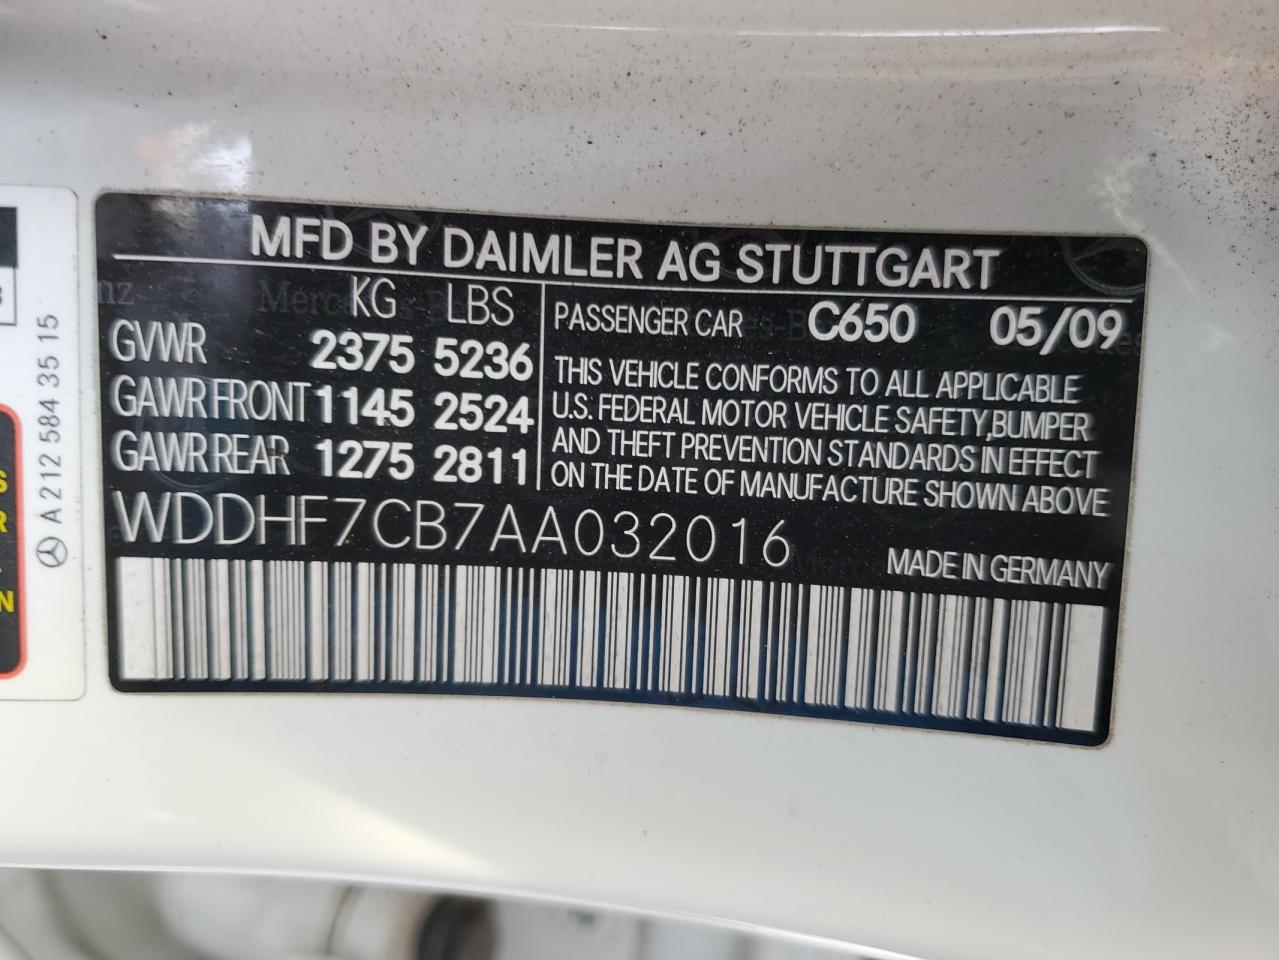 MFD BY DAIMLER AG STUTTGART
KG LBS
GVWR 2375 5236
GAWR FRONT 1145 2524
GAWR REAR 1275 2811
PASSENGER CAR C650 05/09
THIS VEHICLE CONFORMS TO ALL APPLICABLE
U.S. FEDERAL MOTOR VEHICLE SAFETY, BUMPER
AND THEFT PREVENTION STANDARDS IN EFFECT
ON THE DATE OF MANUFACTURE SHOWN ABOVE
WDDHF7CB7AA032016
MADE IN GERMANY
A 212 584 35 15